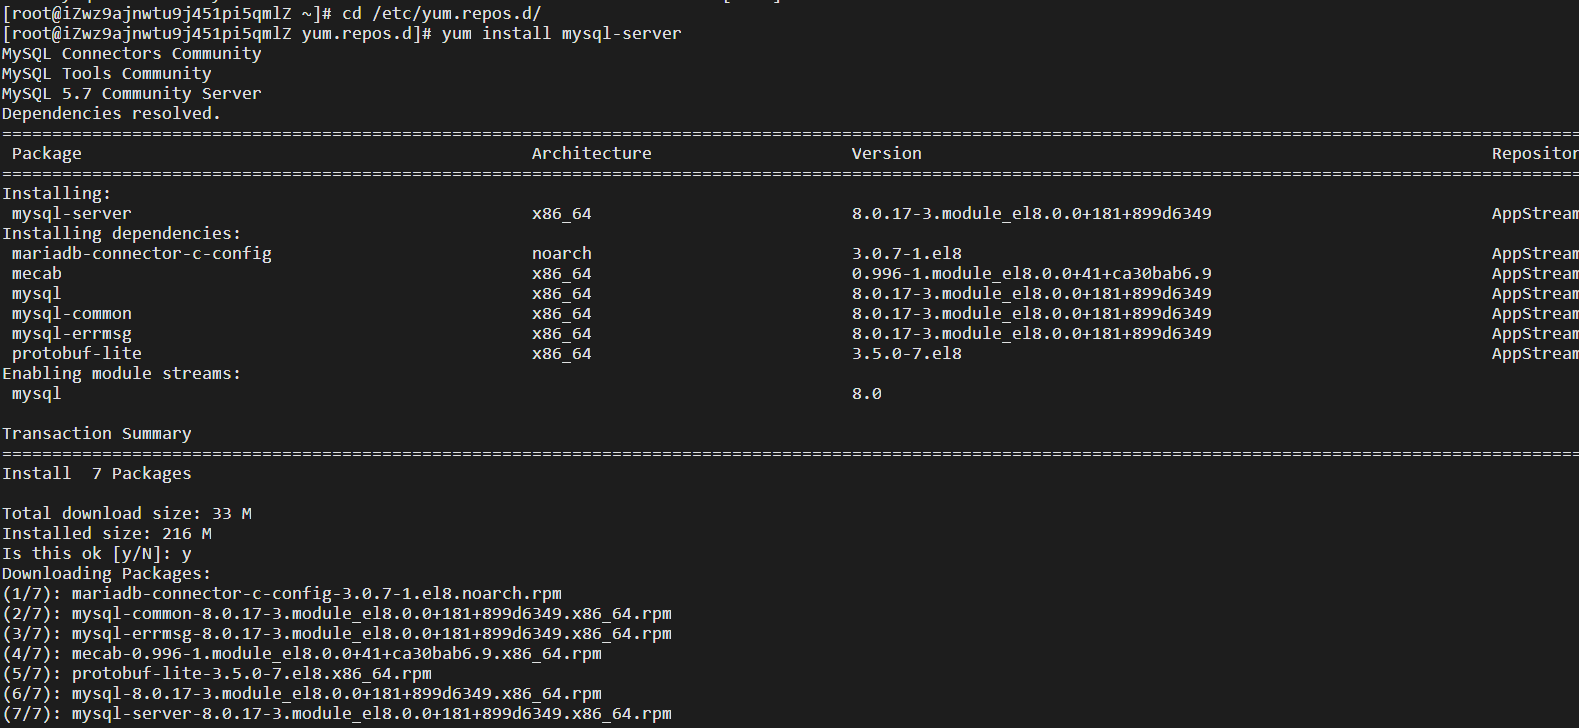 [root@iZwz9ajnwtu9j451pi5qmlZ ~]# cd /etc/yum.repos.d/
[root@iZwz9ajnwtu9j451pi5qmlZ yum.repos.d]# yum install mysql-server
MySQL Connectors Community
MySQL Tools Community
MySQL 5.7 Community Server
Dependencies resolved.
Package Architecture Version Repositor
Installing:
mysql-server x86_64 8.0.17-3.module_el8.0.0+181+899d6349 AppStream
Installing dependencies:
mariadb-connector-c-config noarch 3.0.7-1.el8 AppStream
mecab x86_64 0.996-1.module_el8.0.0+41+ca30bab6.9 AppStream
mysql x86_64 8.0.17-3.module_el8.0.0+181+899d6349 AppStream
mysql-common x86_64 8.0.17-3.module_el8.0.0+181+899d6349 AppStream
mysql-errmsg x86_64 8.0.17-3.module_el8.0.0+181+899d6349 AppStream
protobuf-lite x86_64 3.5.0-7.el8 AppStream
Enabling module streams:
mysql 8.0
Transaction Summary
Install 7 Packages
Total download size: 33 M
Installed size: 216 M
Is this ok [y/N]: y
Downloading Packages:
(1/7): mariadb-connector-c-config-3.0.7-1.el8.noarch.rpm
(2/7): mysql-common-8.0.17-3.module_el8.0.0+181+899d6349.x86_64.rpm
(3/7): mysql-errmsg-8.0.17-3.module_el8.0.0+181+899d6349.x86_64.rpm
(4/7): mecab-0.996-1.module_el8.0.0+41+ca30bab6.9.x86_64.rpm
(5/7): protobuf-lite-3.5.0-7.el8.x86_64.rpm
(6/7): mysql-8.0.17-3.module_el8.0.0+181+899d6349.x86_64.rpm
(7/7): mysql-server-8.0.17-3.module_el8.0.0+181+899d6349.x86_64.rpm